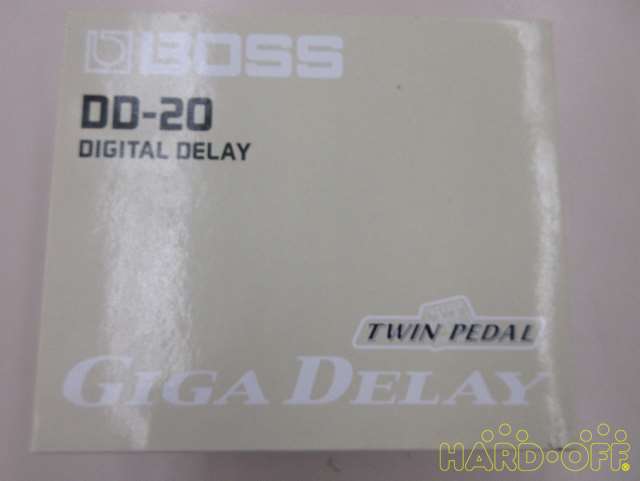 BOSS
DD-20
DIGITAL DELAY
TWIN PEDAL
GIGA DELAY
HARD-OFF